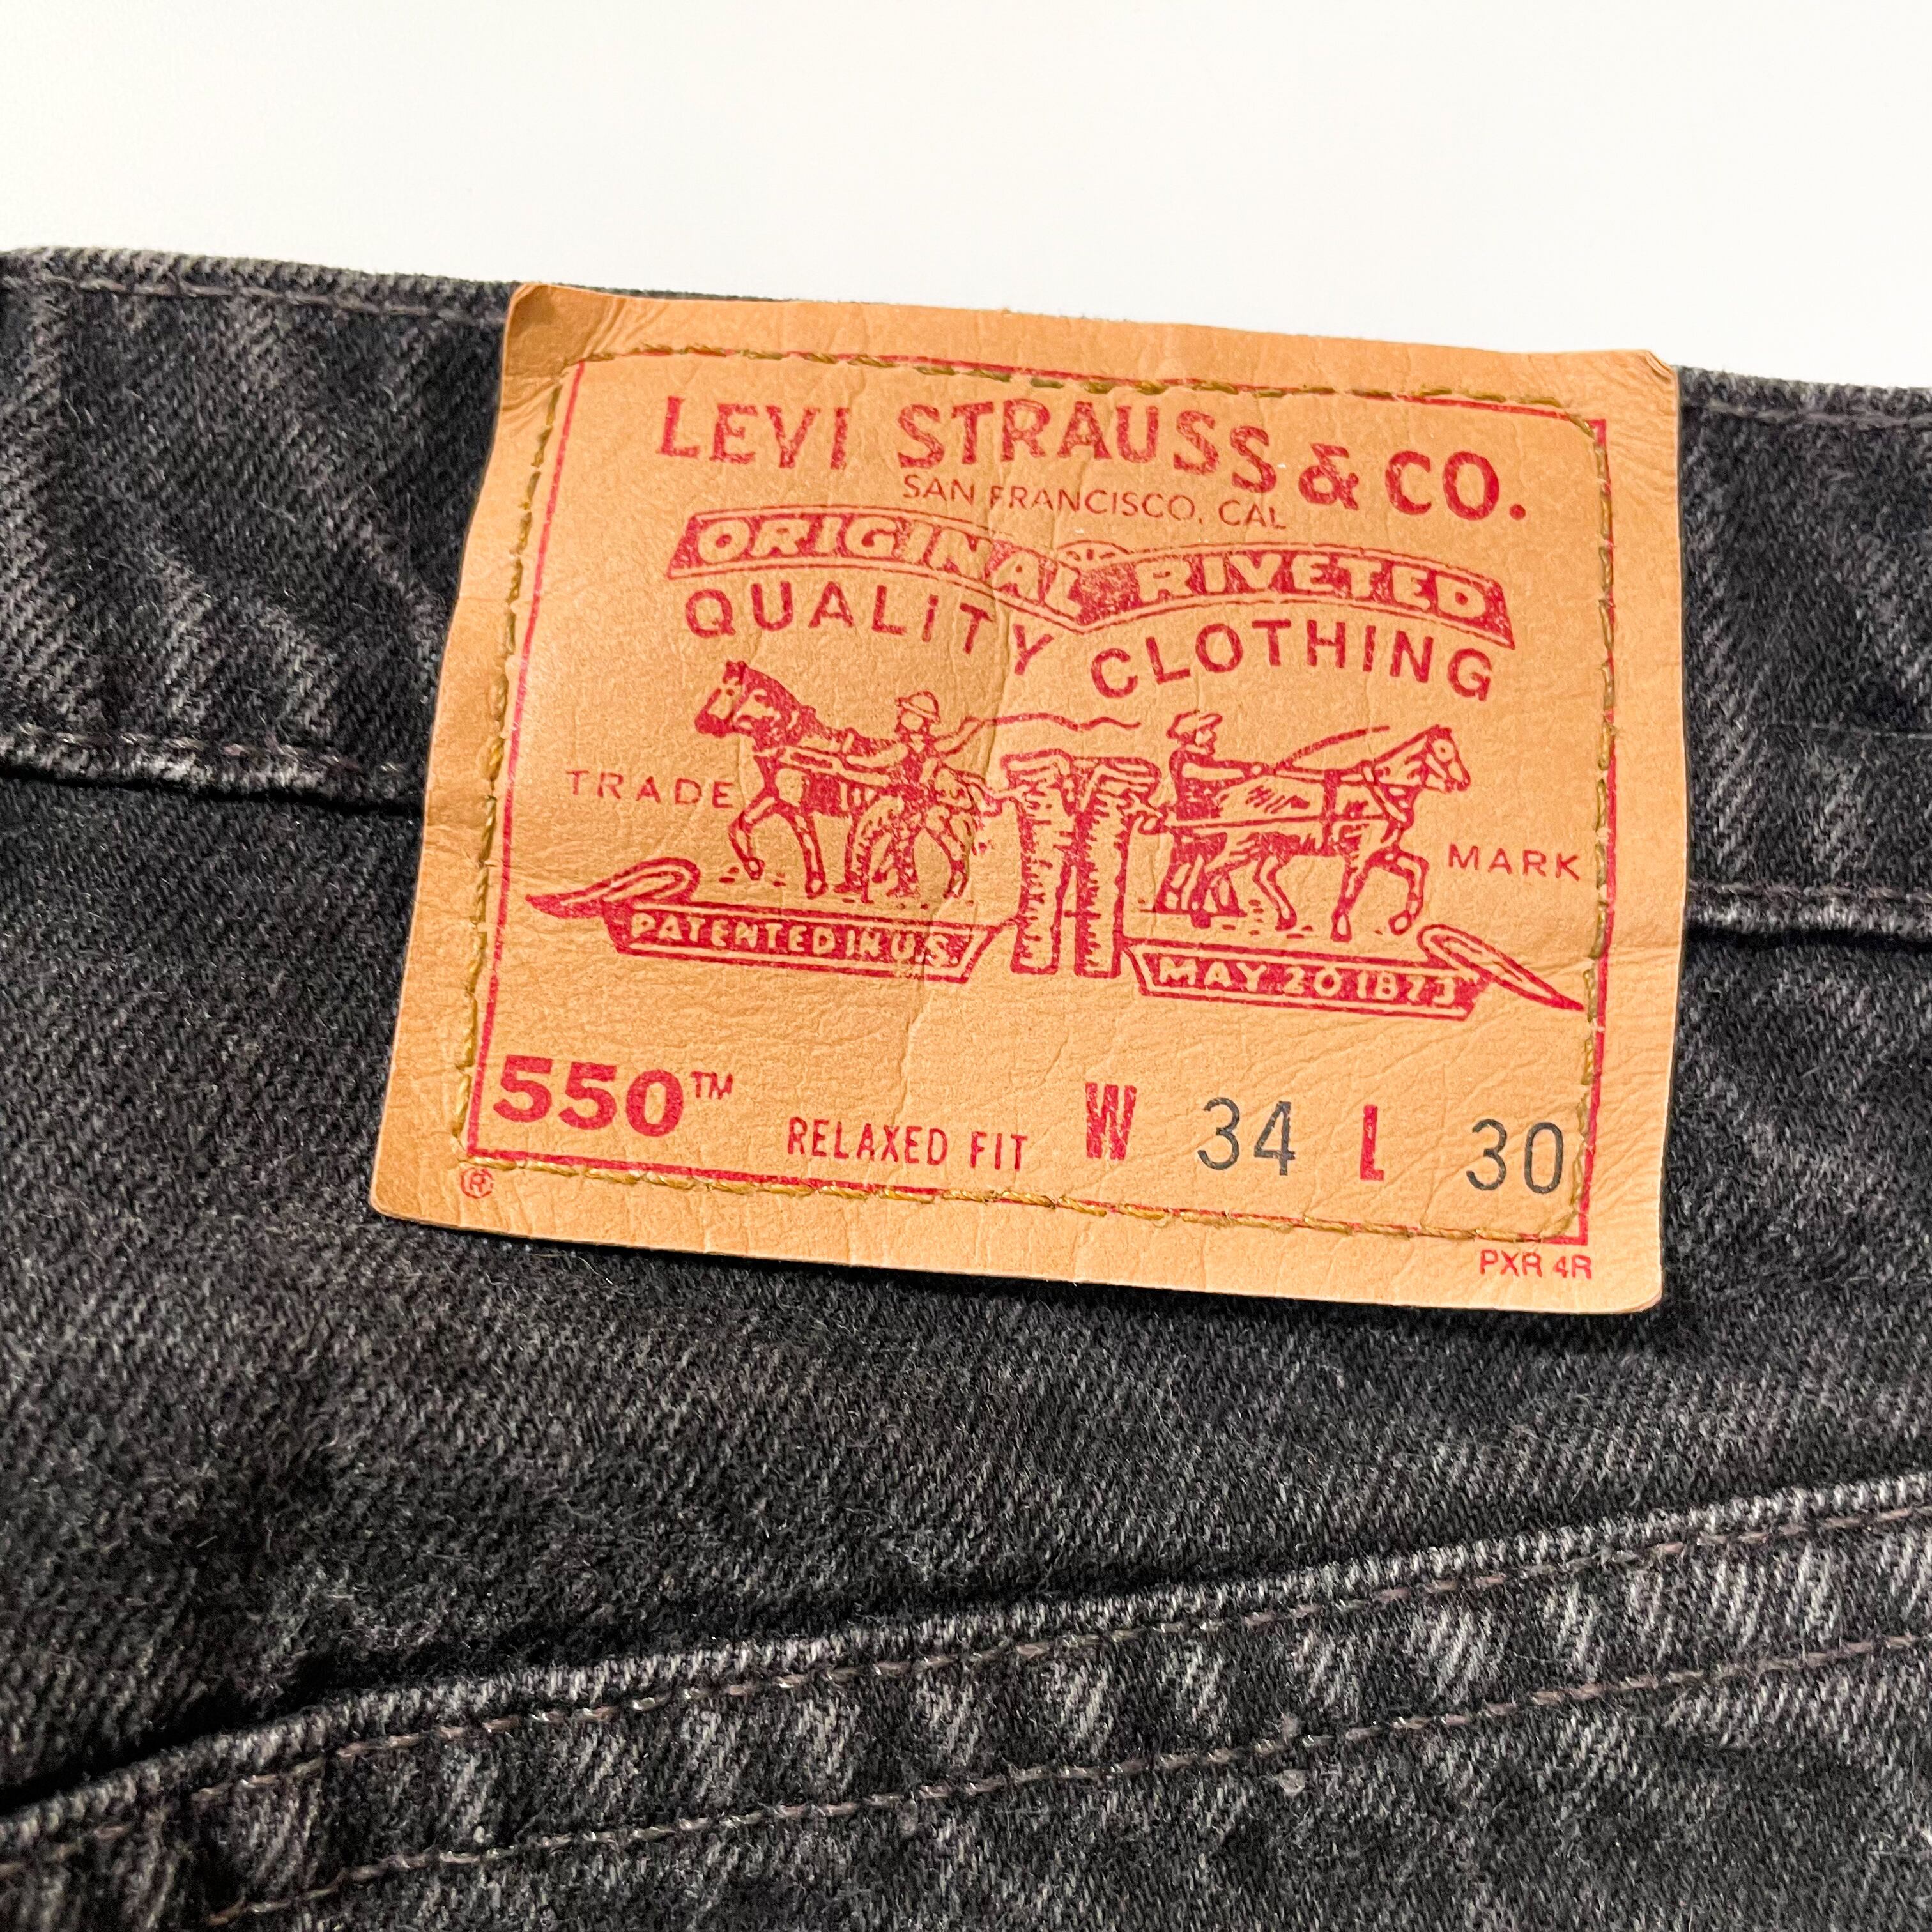 LEVI STRAUSS & CO.
SAN FRANCISCO, CAL
ORIGINAL RIVETED
QUALITY CLOTHING
TRADE MARK
PATENTED IN U.S. MAY 20 1873
550™ RELAXED FIT W 34 L 30
® PXR 4R